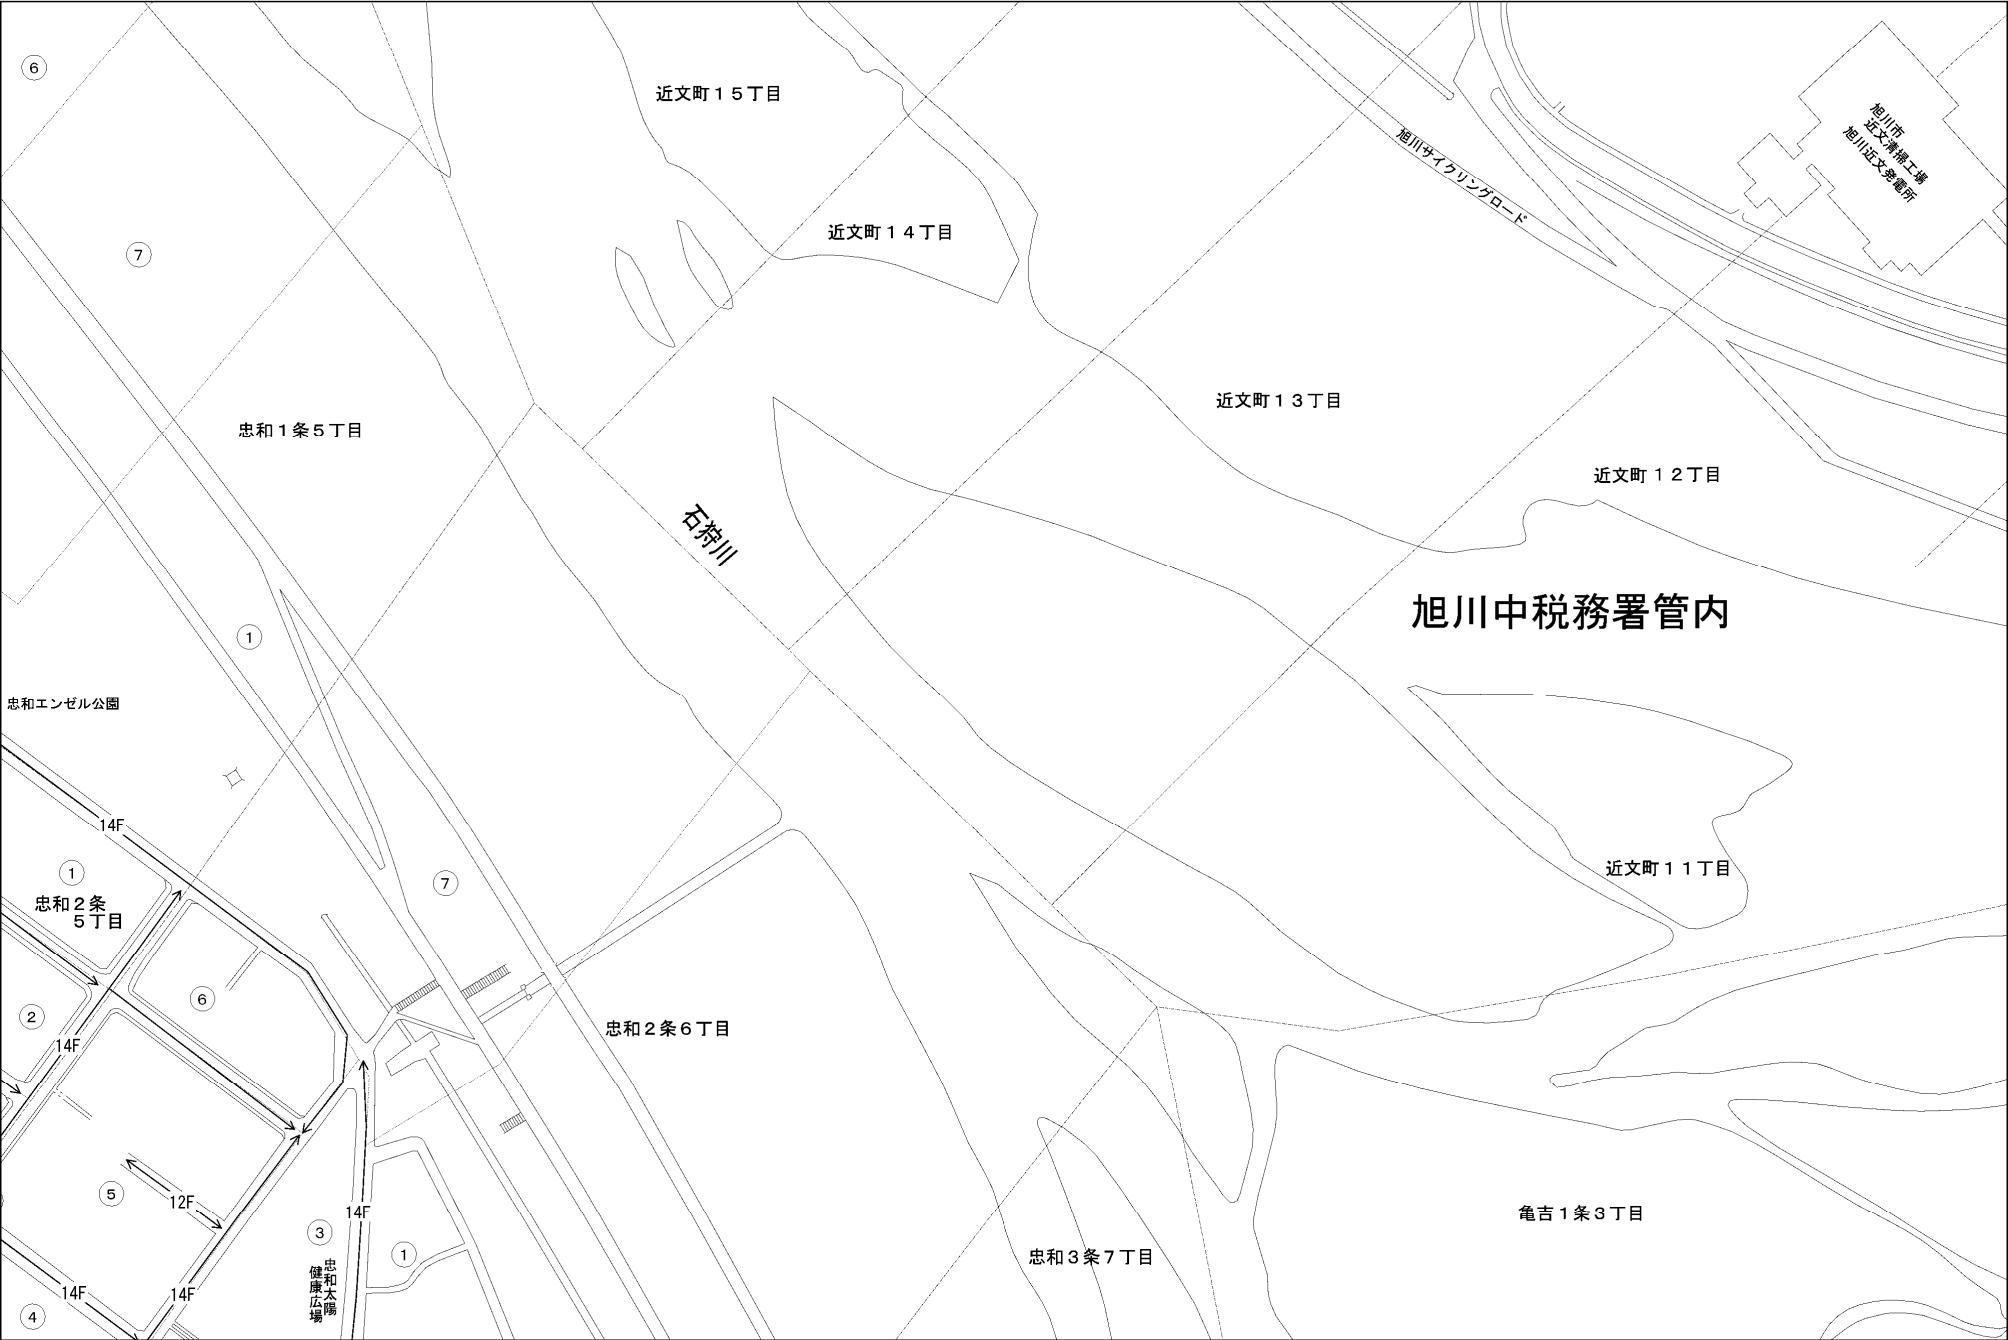 ⑥
近文町１５丁目
旭川市
近文清掃工場
旭川近文発電所
旭川サイクリングロード
近文町１４丁目
⑦
近文町１３丁目
忠和１条５丁目
近文町１２丁目
石狩川
旭川中税務署管内
①
忠和エンゼル公園
14F
①
忠和２条
５丁目
⑦
近文町１１丁目
⑥
②
忠和２条６丁目
14F
⑤
12F
14F
③
亀吉１条３丁目
①
忠和３条７丁目
忠和太陽
健康広場
14F
14F
④